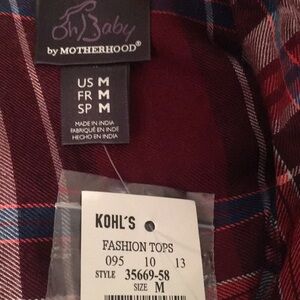 Oh Baby
by MOTHERHOOD®
US M
FR M
SP M
MADE IN INDIA
FABRIQUÉ EN INDE
HECHO EN INDIA
KOHL'S
FASHION TOPS
095 10 13
STYLE 35669-58
SIZE M